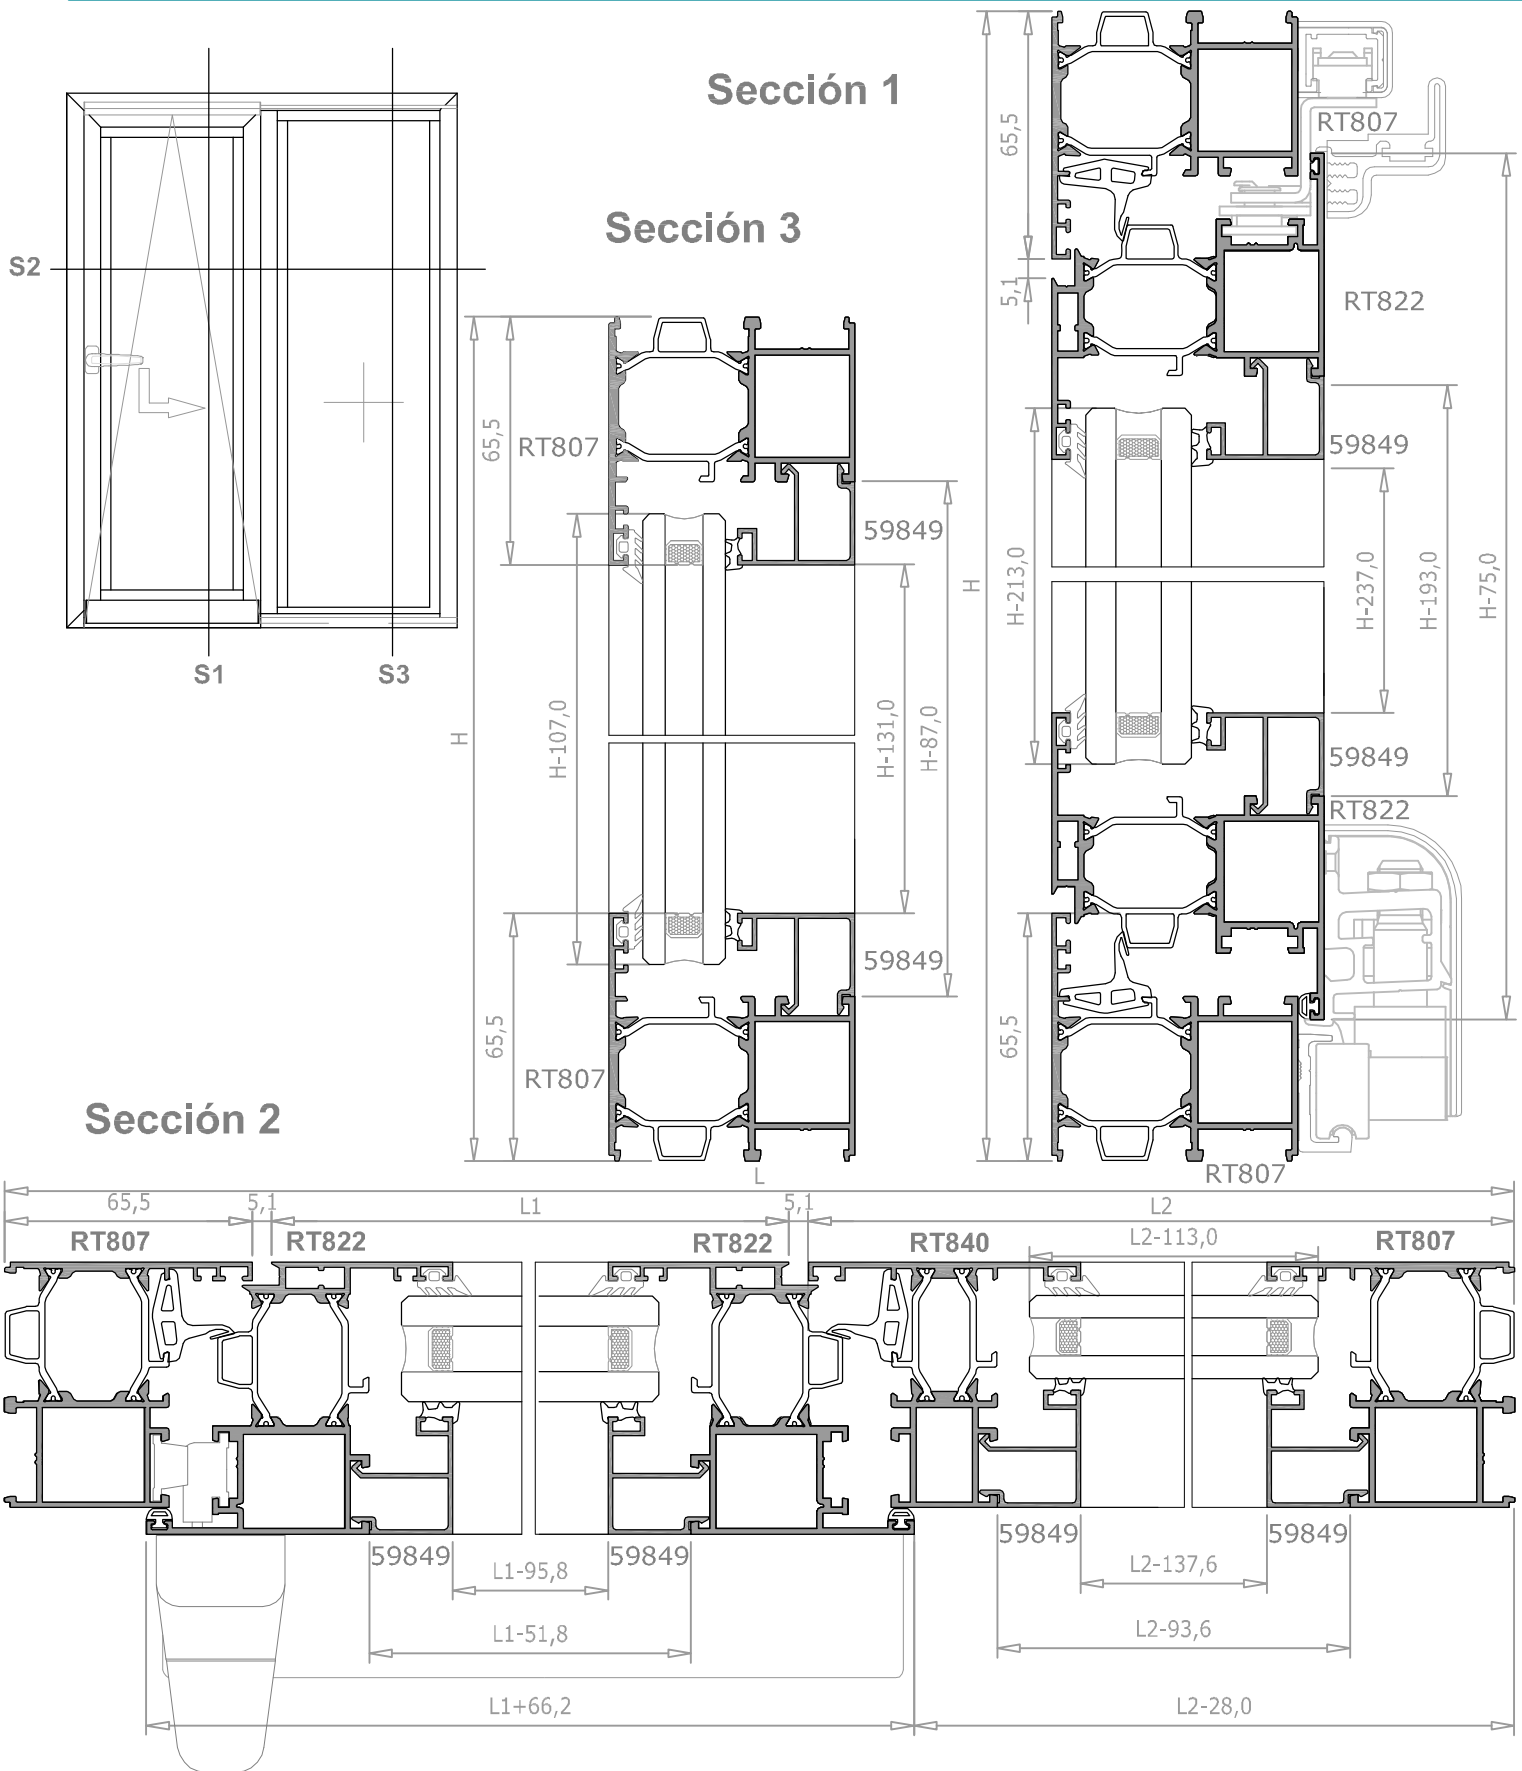 Sección 1
65,5
RT807
Sección 3
S2
5,1
RT822
65,5
RT807
59849
59849
H
H-213,0
H-237,0
H-193,0
H-75,0
S1
S3
H
H-107,0
H-131,0
H-87,0
59849
RT822
59849
65,5
RT807
65,5
Sección 2
RT807
L
65,5
5,1
L1
5,1
L2
RT807
RT822
RT822
RT840
L2-113,0
RT807
59849
59849
59849
59849
L1-95,8
L2-137,6
L1-51,8
L2-93,6
L1+66,2
L2-28,0